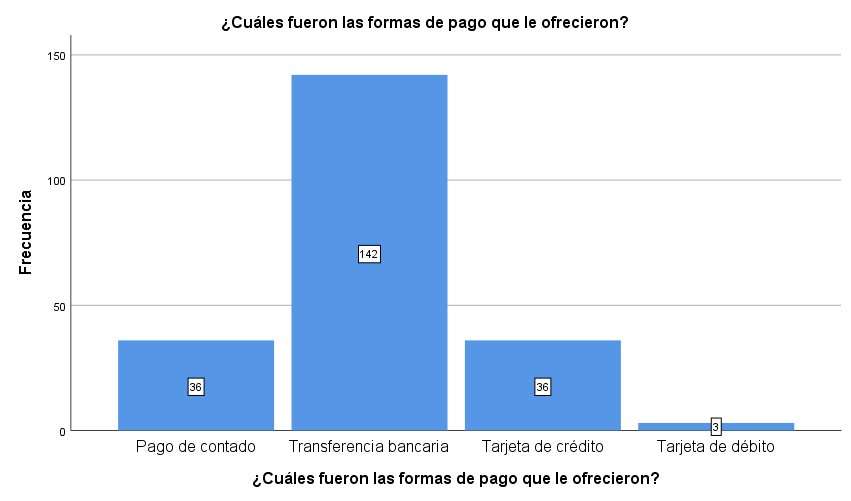 ¿Cuáles fueron las formas de pago que le ofrecieron?
150
100
50
0
Frecuencia
36
142
36
3
Pago de contado
Transferencia bancaria
Tarjeta de crédito
Tarjeta de débito
¿Cuáles fueron las formas de pago que le ofrecieron?